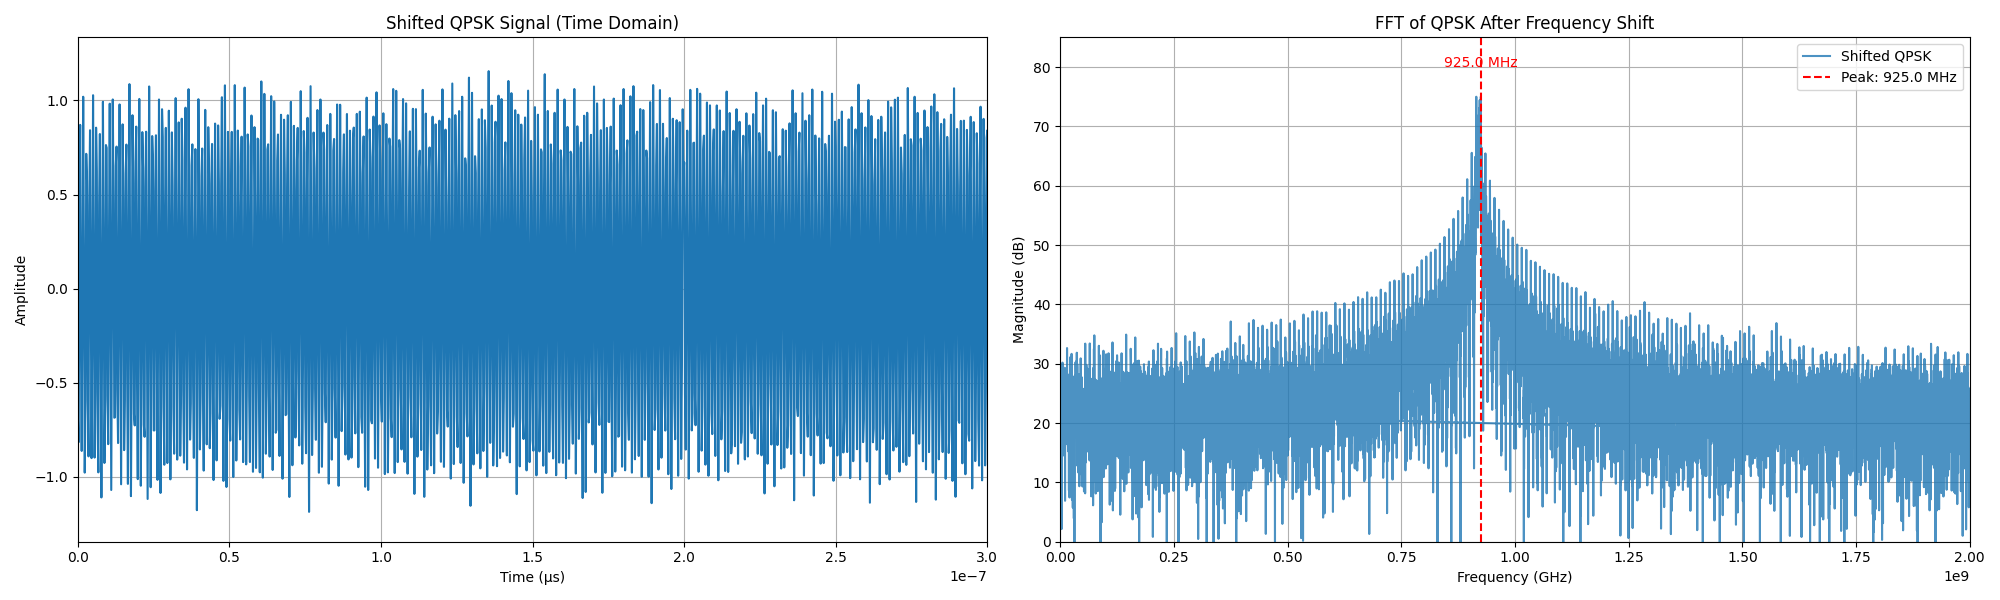 Shifted QPSK Signal (Time Domain)
Amplitude
1.0
0.5
0.0
−0.5
−1.0
0.0
0.5
1.0
1.5
2.0
2.5
3.0
1e−7
Time (μs)
FFT of QPSK After Frequency Shift
Magnitude (dB)
80
70
60
50
40
30
20
10
0
925.0 MHz
Shifted QPSK
Peak: 925.0 MHz
0.00
0.25
0.50
0.75
1.00
1.25
1.50
1.75
2.00
1e9
Frequency (GHz)